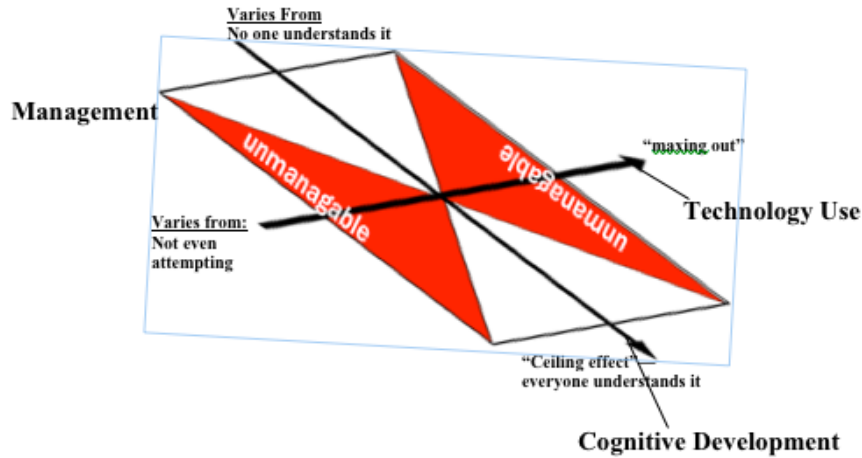 Varies From
No one understands it
Management
"maxing out"
unmanagable
unmanagable
Technology Use
Varies from:
Not even
attempting
"Ceiling effect"
everyone understands it
Cognitive Development